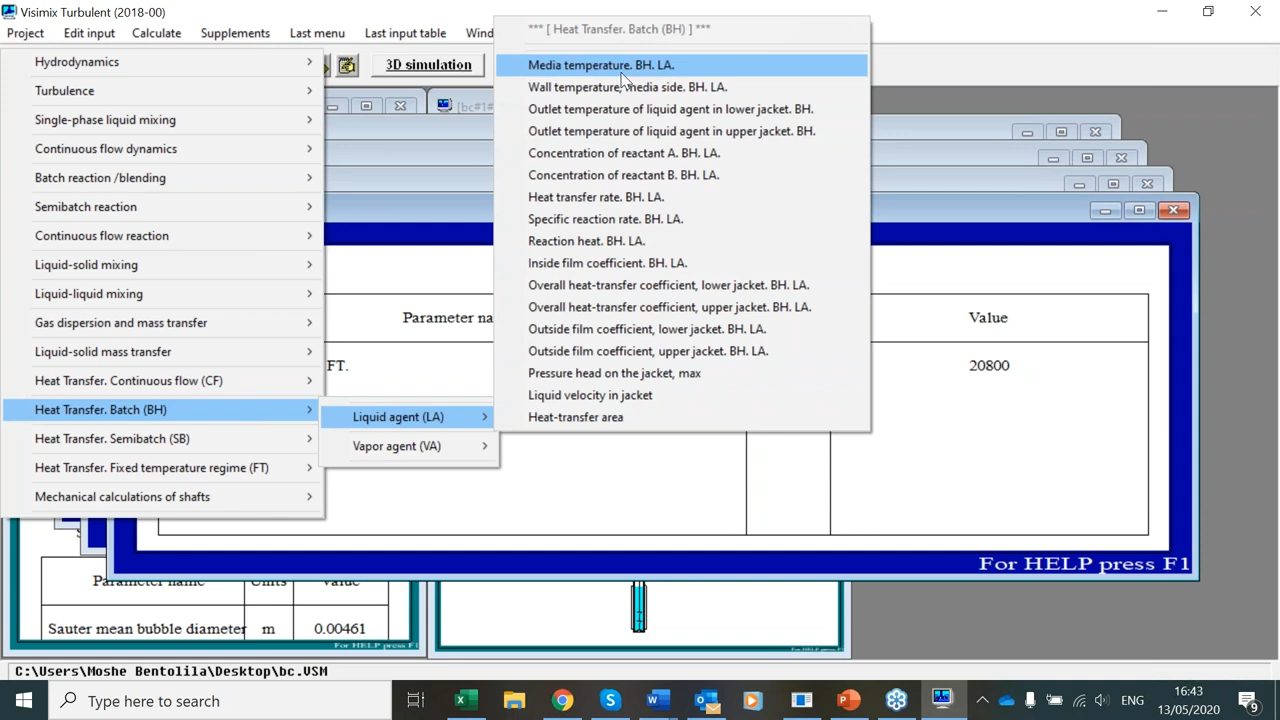 Visimix Turbulent (2018-00)
Project Edit input Calculate Supplements Last menu Last input table Wind
3D simulation
Hydrodynamics
Turbulence
Single-phase liquid mixing
Continuous flow dynamics
Batch reaction /blending
Semibatch reaction
Continuous flow reaction
Liquid-solid mixing
Liquid-liquid mixing
Gas dispersion and mass transfer
Liquid-solid mass transfer
Heat Transfer. Continuous flow (CF)
Heat Transfer. Batch (BH)
Heat Transfer. Semibatch (SB)
Heat Transfer. Fixed temperature regime (FT)
Mechanical calculations of shafts
Liquid agent (LA)
Vapor agent (VA)
*** [ Heat Transfer. Batch (BH) ] ***
Media temperature. BH. LA.
Wall temperature, media side. BH. LA.
Outlet temperature of liquid agent in lower jacket. BH.
Outlet temperature of liquid agent in upper jacket. BH.
Concentration of reactant A. BH. LA.
Concentration of reactant B. BH. LA.
Heat transfer rate. BH. LA.
Specific reaction rate. BH. LA.
Reaction heat. BH. LA.
Inside film coefficient. BH. LA.
Overall heat-transfer coefficient, lower jacket. BH. LA.
Overall heat-transfer coefficient, upper jacket. BH. LA.
Outside film coefficient, lower jacket. BH. LA.
Outside film coefficient, upper jacket. BH. LA.
Pressure head on the jacket, max
Liquid velocity in jacket
Heat-transfer area
[bc#1#
Parameter na
Value
FT.
20800
For HELP press F1
Parameter name Units Value
Sauter mean bubble diameter m 0.00461
For HELP press F1
C:\Users\Moshe Bentolila\Desktop\bc.VSM
Type here to search
ENG
16:43
13/05/2020
9